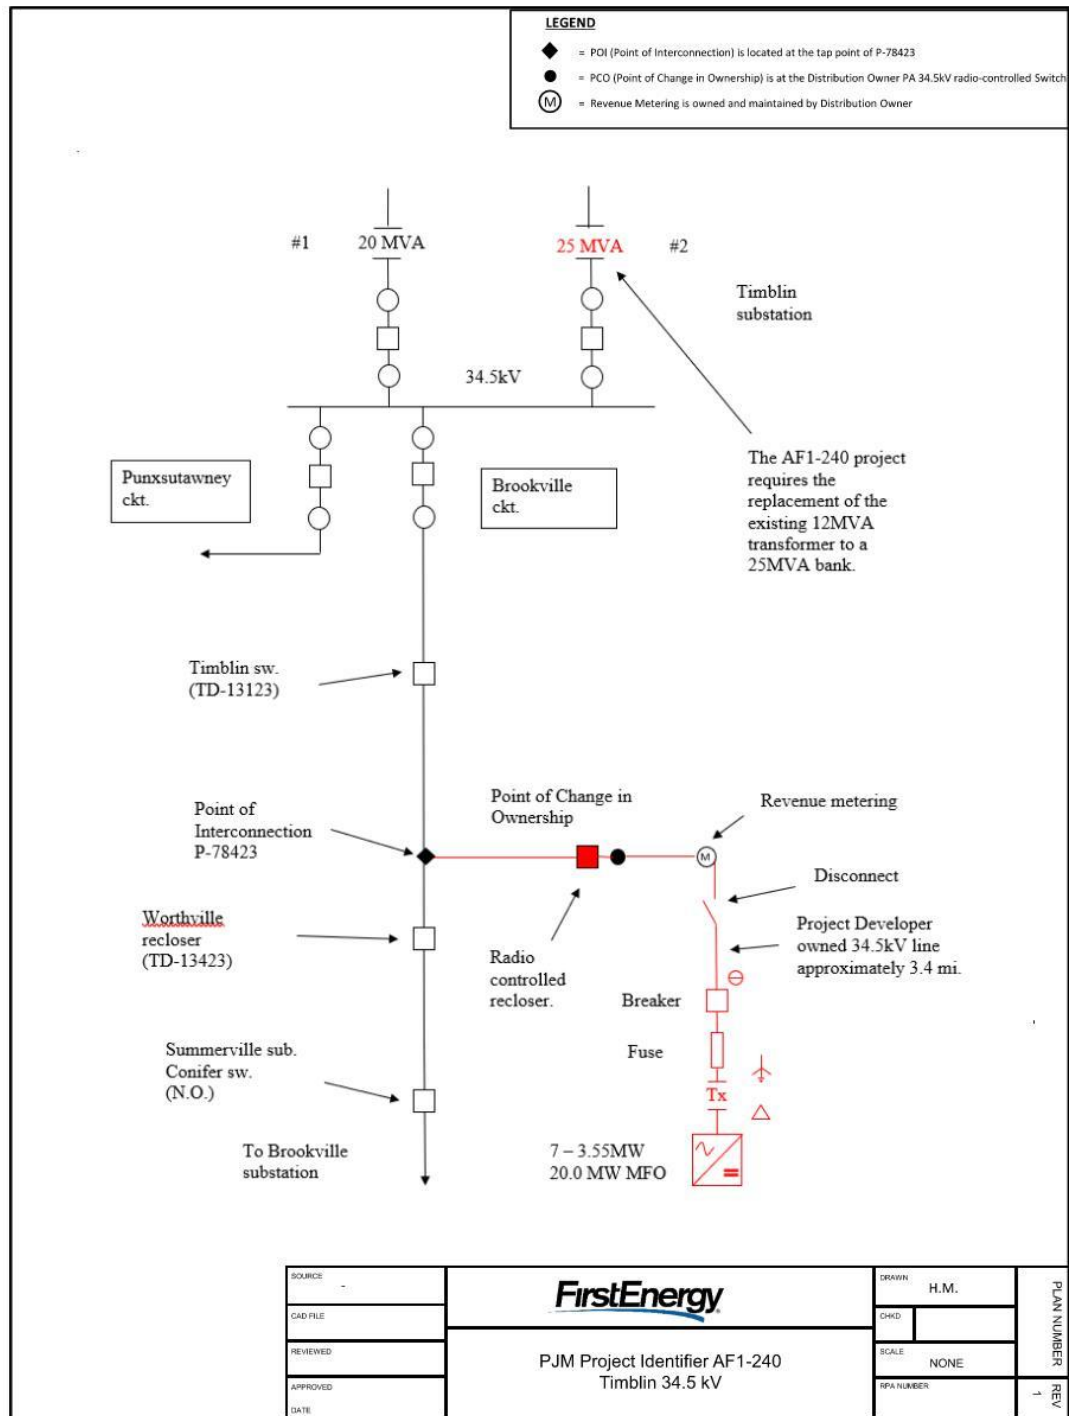 LEGEND
= POI (Point of Interconnection) is located at the tap point of P-78423
= PCO (Point of Change in Ownership) is at the Distribution Owner PA 34.5kV radio-controlled Switch
M = Revenue Metering is owned and maintained by Distribution Owner
#1 20 MVA 25 MVA #2
Timblin
substation
34.5kV
Punxsutawney
ckt.
Brookville
ckt.
The AF1-240 project
requires the
replacement of the
existing 12MVA
transformer to a
25MVA bank.
Timblin sw.
(TD-13123)
Point of
Interconnection
P-78423
Point of Change in
Ownership
Revenue metering
M
Disconnect
Worthville
recloser
(TD-13423)
Radio
controlled
recloser.
Project Developer
owned 34.5kV line
approximately 3.4 mi.
Breaker
Fuse
Summerville sub.
Conifer sw.
(N.O.)
Tx
To Brookville
substation
7 – 3.55MW
20.0 MW MFO
SOURCE
-
CAD FILE
REVIEWED
APPROVED
DATE
FirstEnergy
PJM Project Identifier AF1-240
Timblin 34.5 kV
DRAWN
H.M.
CHKD
SCALE
NONE
RPA NUMBER
PLAN NUMBER
REV
1